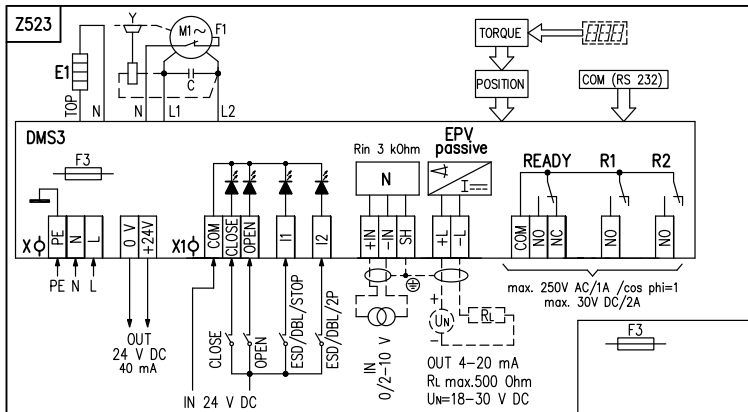 Z523
Y
M1~
F1
E1
C
TOP
N
N
L1
L2
TORQUE
POSITION
COM (RS 232)
DMS3
F3
Rin 3 kOhm
N
EPV
passive
I
READY
R1
R2
X
PE
N
L
0 V
+24V
X1
COM
CLOSE
OPEN
I1
I2
+IN
-IN
SH
+L
-L
COM
NO
NC
NO
NO
PE N L
OUT
24 V DC
40 mA
CLOSE
OPEN
ESD/DBL/STOP
ESD/DBL/2P
IN 24 V DC
IN
0/2-10 V
+
UN
-
RL
OUT 4-20 mA
RL max.500 Ohm
UN=18-30 V DC
max. 250V AC/1A /cos phi=1
max. 30V DC/2A
F3